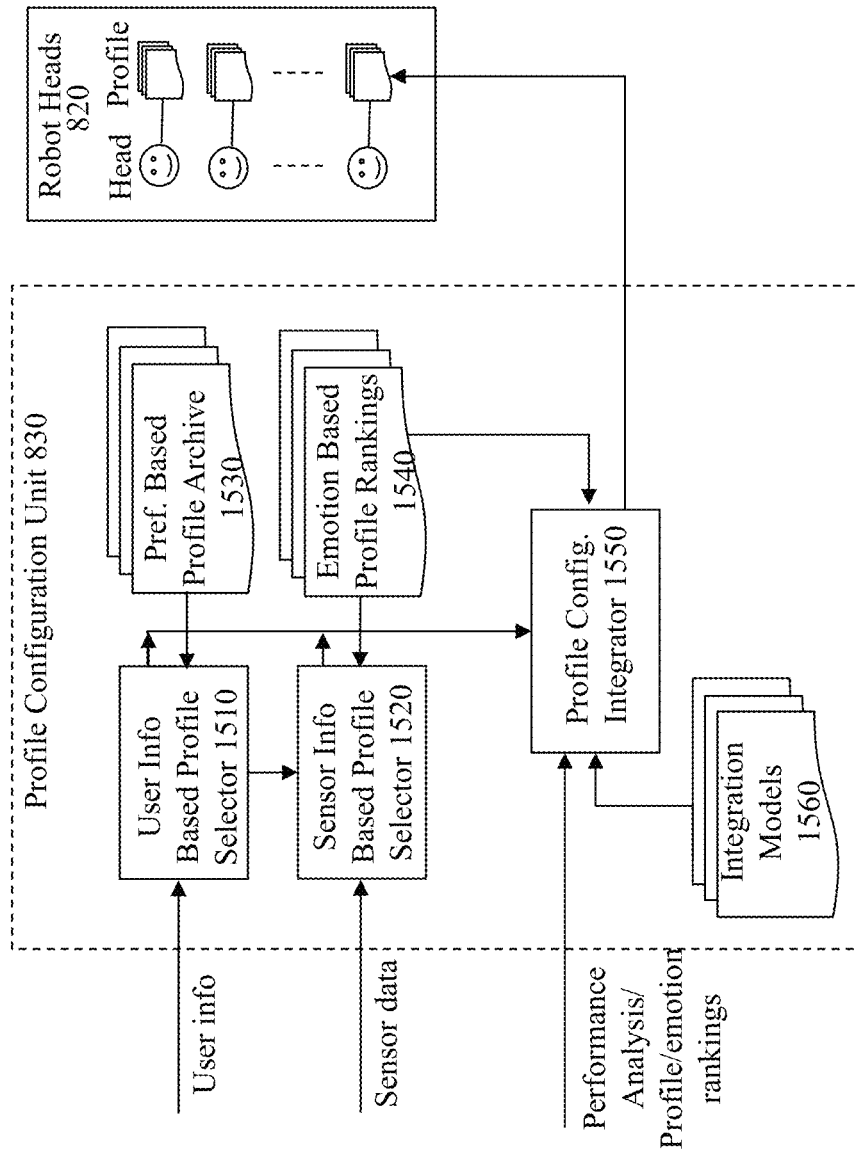 Profile Configuration Unit 830
User info
User Info
Based Profile
Selector 1510
Pref. Based
Profile Archive
1530
Robot Heads
820
Head Profile
Sensor data
Sensor Info
Based Profile
Selector 1520
Emotion Based
Profile Rankings
1540
Performance
Analysis/
Profile/emotion
rankings
Profile Config.
Integrator 1550
Integration
Models
1560